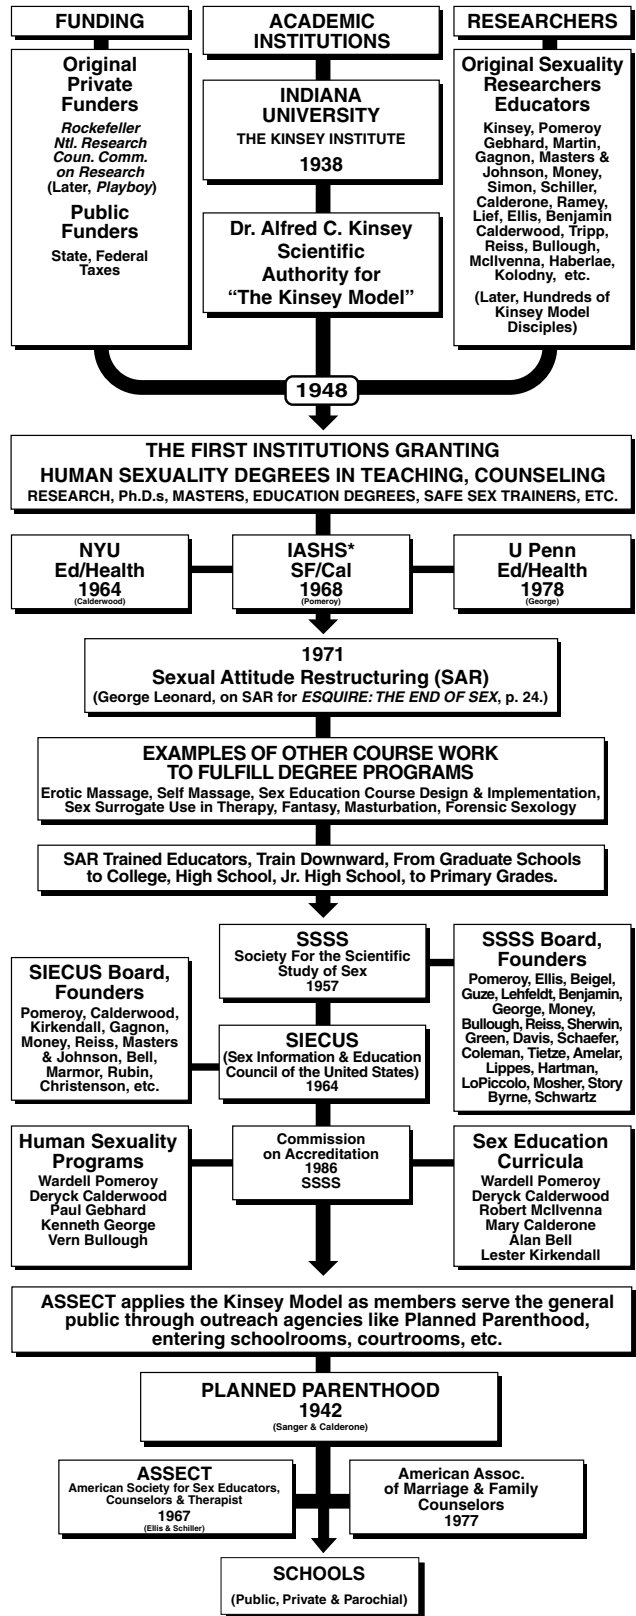 FUNDING
Original
Private
Funders
Rockefeller
Ntl. Research
Coun. Comm.
on Research
(Later, Playboy)
Public
Funders
State, Federal
Taxes
ACADEMIC
INSTITUTIONS
INDIANA
UNIVERSITY
THE KINSEY INSTITUTE
1938
Dr. Alfred C. Kinsey
Scientific
Authority for
“The Kinsey Model”
RESEARCHERS
Original Sexuality
Researchers
Educators
Kinsey, Pomeroy
Gebhard, Martin,
Gagnon, Masters &
Johnson, Money,
Simon, Schiller,
Calderone, Ramey,
Lief, Ellis, Benjamin
Calderwood, Tripp,
Reiss, Bullough,
McIlvenna, Haberlae,
Kolodny, etc.
(Later, Hundreds of
Kinsey Model
Disciples)
1948
THE FIRST INSTITUTIONS GRANTING
HUMAN SEXUALITY DEGREES IN TEACHING, COUNSELING
RESEARCH, Ph.D.s, MASTERS, EDUCATION DEGREES, SAFE SEX TRAINERS, ETC.
NYU
Ed/Health
1964
(Calderwood)
IASHS*
SF/Cal
1968
(Pomeroy)
U Penn
Ed/Health
1978
(George)
1971
Sexual Attitude Restructuring (SAR)
(George Leonard, on SAR for ESQUIRE: THE END OF SEX, p. 24.)
EXAMPLES OF OTHER COURSE WORK
TO FULFILL DEGREE PROGRAMS
Erotic Massage, Self Massage, Sex Education Course Design & Implementation,
Sex Surrogate Use in Therapy, Fantasy, Masturbation, Forensic Sexology
SAR Trained Educators, Train Downward, From Graduate Schools
to College, High School, Jr. High School, to Primary Grades.
SSSS
Society For the Scientific
Study of Sex
1957
SSSS Board,
Founders
Pomeroy, Ellis, Beigel,
Guze, Lehfeldt, Benjamin,
George, Money,
Bullough, Reiss, Sherwin,
Green, Davis, Schaefer,
Coleman, Tietze, Amelar,
Lippes, Hartman,
LoPiccolo, Mosher, Story
Byrne, Schwartz
SIECUS Board,
Founders
Pomeroy, Calderwood,
Kirkendall, Gagnon,
Money, Reiss, Masters
& Johnson, Bell,
Marmor, Rubin,
Christenson, etc.
SIECUS
(Sex Information & Education
Council of the United States)
1964
Human Sexuality
Programs
Wardell Pomeroy
Deryck Calderwood
Paul Gebhard
Kenneth George
Vern Bullough
Commission
on Accreditation
1986
SSSS
Sex Education
Curricula
Wardell Pomeroy
Deryck Calderwood
Robert McIlvenna
Mary Calderone
Alan Bell
Lester Kirkendall
ASSECT applies the Kinsey Model as members serve the general
public through outreach agencies like Planned Parenthood,
entering schoolrooms, courtrooms, etc.
PLANNED PARENTHOOD
1942
(Sanger & Calderone)
ASSECT
American Society for Sex Educators,
Counselors & Therapist
1967
(Ellis & Schiller)
American Assoc.
of Marriage & Family
Counselors
1977
SCHOOLS
(Public, Private & Parochial)